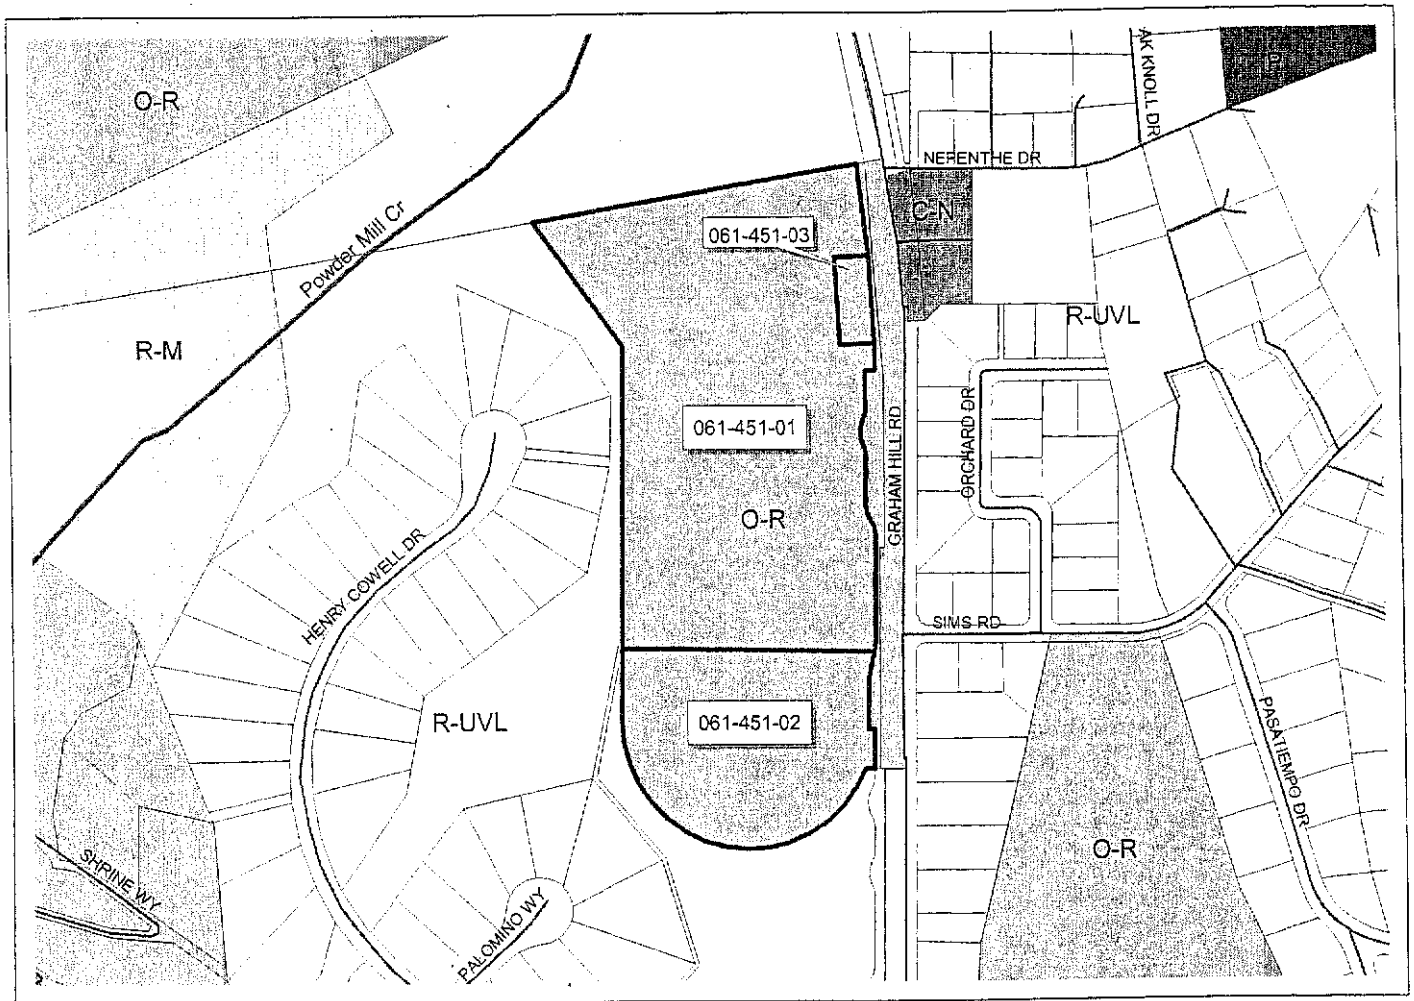 O-R
AK KNOLL DR
P
NEPENTHE DR
C-N
061-451-03
Powder Mill Cr
R-M
R-UVL
061-451-01
GRAHAM HILL RD
ORCHARD DR
O-R
HENRY COWELL DR
SIMS RD
R-UVL
061-451-02
PASATIEMPO DR
O-R
SHRINE WY
PALOMINO WY